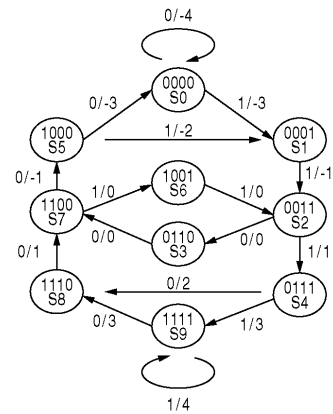 0/-4
0000
S0
0/-3
1/-3
1000
S5
1/-2
0001
S1
0/-1
1/-1
1001
S6
1/0
1/0
1100
S7
0011
S2
0/0
0110
S3
0/0
0/1
1/1
1110
S8
0/2
0111
S4
0/3
1111
S9
1/3
1/4